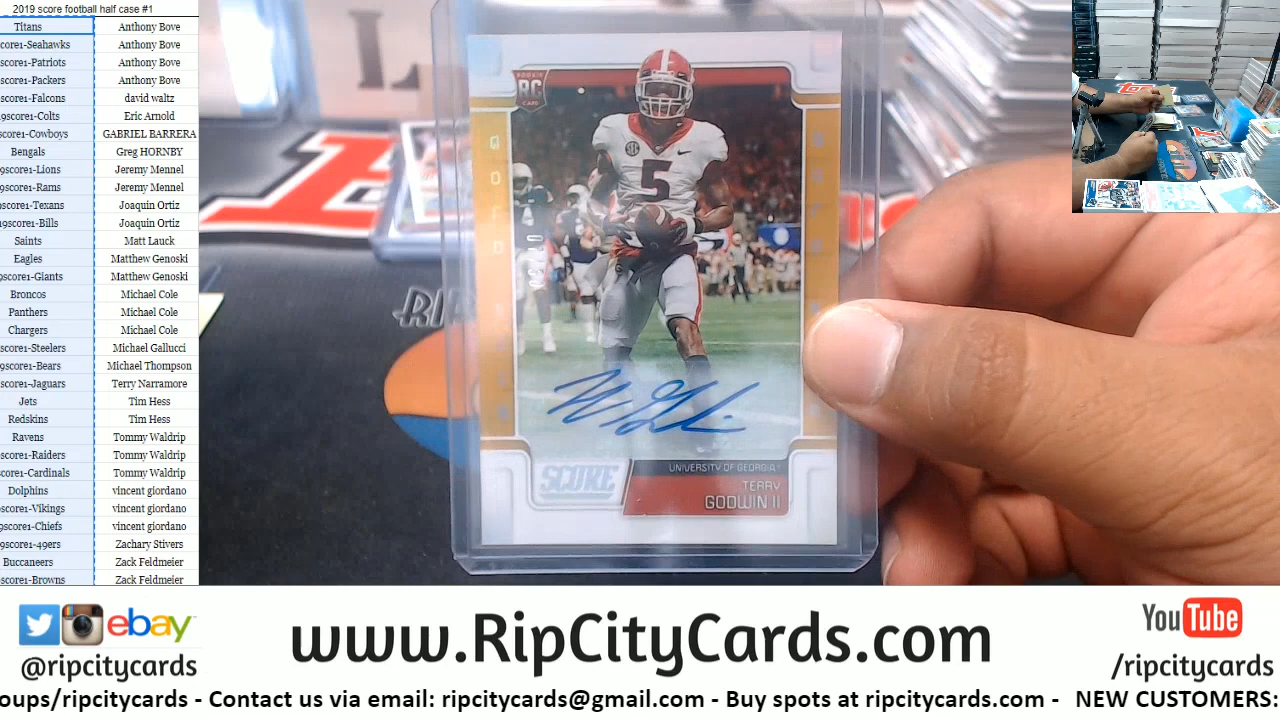 2019 score football half case #1
Titans Anthony Bove
score1-Seahawks Anthony Bove
score1-Patriots Anthony Bove
score1-Packers Anthony Bove
score1-Falcons david waltz
9score1-Colts Eric Arnold
score1-Cowboys GABRIEL BARRERA
Bengals Greg HORNBY
9score1-Lions Jeremy Mennel
9score1-Rams Jeremy Mennel
score1-Texans Joaquin Ortiz
19score1-Bills Joaquin Ortiz
Saints Matt Lauck
Eagles Matthew Genoski
9score1-Giants Matthew Genoski
Broncos Michael Cole
Panthers Michael Cole
Chargers Michael Cole
score1-Steelers Michael Gallucci
9score1-Bears Michael Thompson
score1-Jaguars Terry Narramore
Jets Tim Hess
Redskins Tim Hess
Ravens Tommy Waldrip
score1-Raiders Tommy Waldrip
score1-Cardinals Tommy Waldrip
Dolphins vincent giordano
score1-Vikings vincent giordano
9score1-Chiefs vincent giordano
9score1-49ers Zachary Stivers
Buccaneers Zack Feldmeier
score1-Browns Zack Feldmeier
ROOKIE
RC
CARD
GOLD
SEC
5
SCORE
UNIVERSITY OF GEORGIA
TERRY
GODWIN II
RIP
ebay
@ripcitycards
www.RipCityCards.com
YouTube
/ripcitycards
oups/ripcitycards - Contact us via email: ripcitycards@gmail.com - Buy spots at ripcitycards.com - NEW CUSTOMERS: